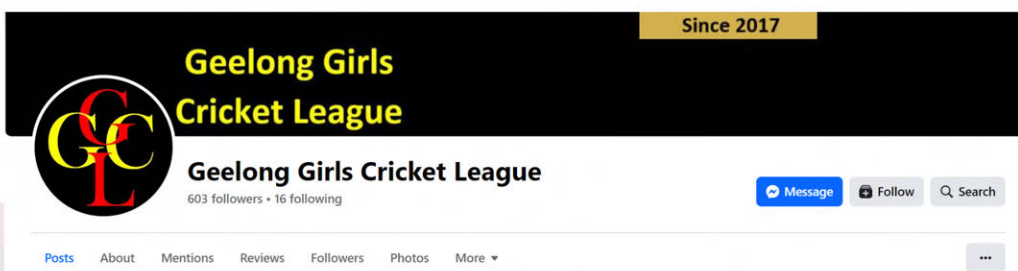 Since 2017
Geelong Girls
Cricket League
G
GC
L
Geelong Girls Cricket League
603 followers • 16 following
Message
Follow
Search
Posts About Mentions Reviews Followers Photos More